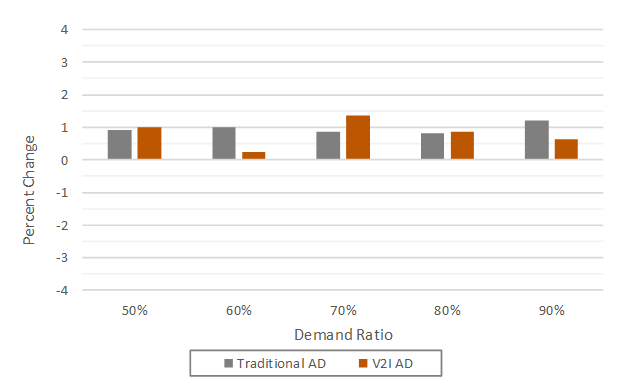 4
3
2
1
0
-1
-2
-3
-4
Percent Change
50% 60% 70% 80% 90%
Demand Ratio
Traditional AD V2I AD